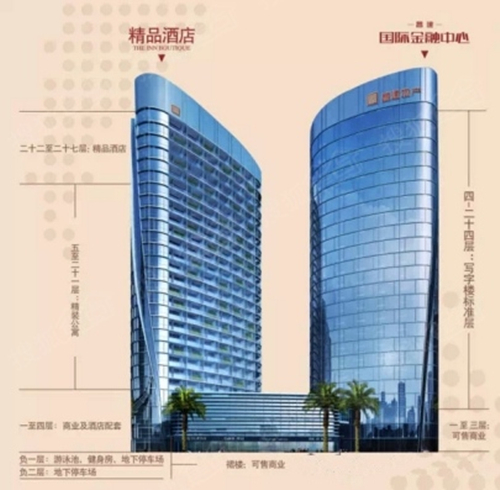 精品酒店
THE INN BOUTIQUE
国际金融中心
二十二至二十七层：精品酒店
五至二十一层：精装公寓
四-二十四层：写字楼标准层
一至四层：商业及酒店配套
一至三层：
可售商业
负一层：游泳池、健身房、地下停车场
负二层：地下停车场
裙楼：可售商业